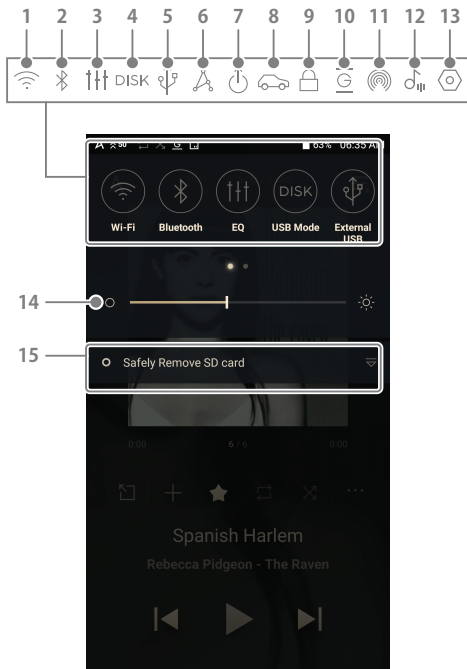 1 2 3 4 5 6 7 8 9 10 11 12 13
DISK G
A 50 G 63% 06:35 AM
DISK
Wi-Fi Bluetooth EQ USB Mode External
USB
14
15 Safely Remove SD card
0:00 6 / 6 0:00
Spanish Harlem
Rebecca Pidgeon - The Raven